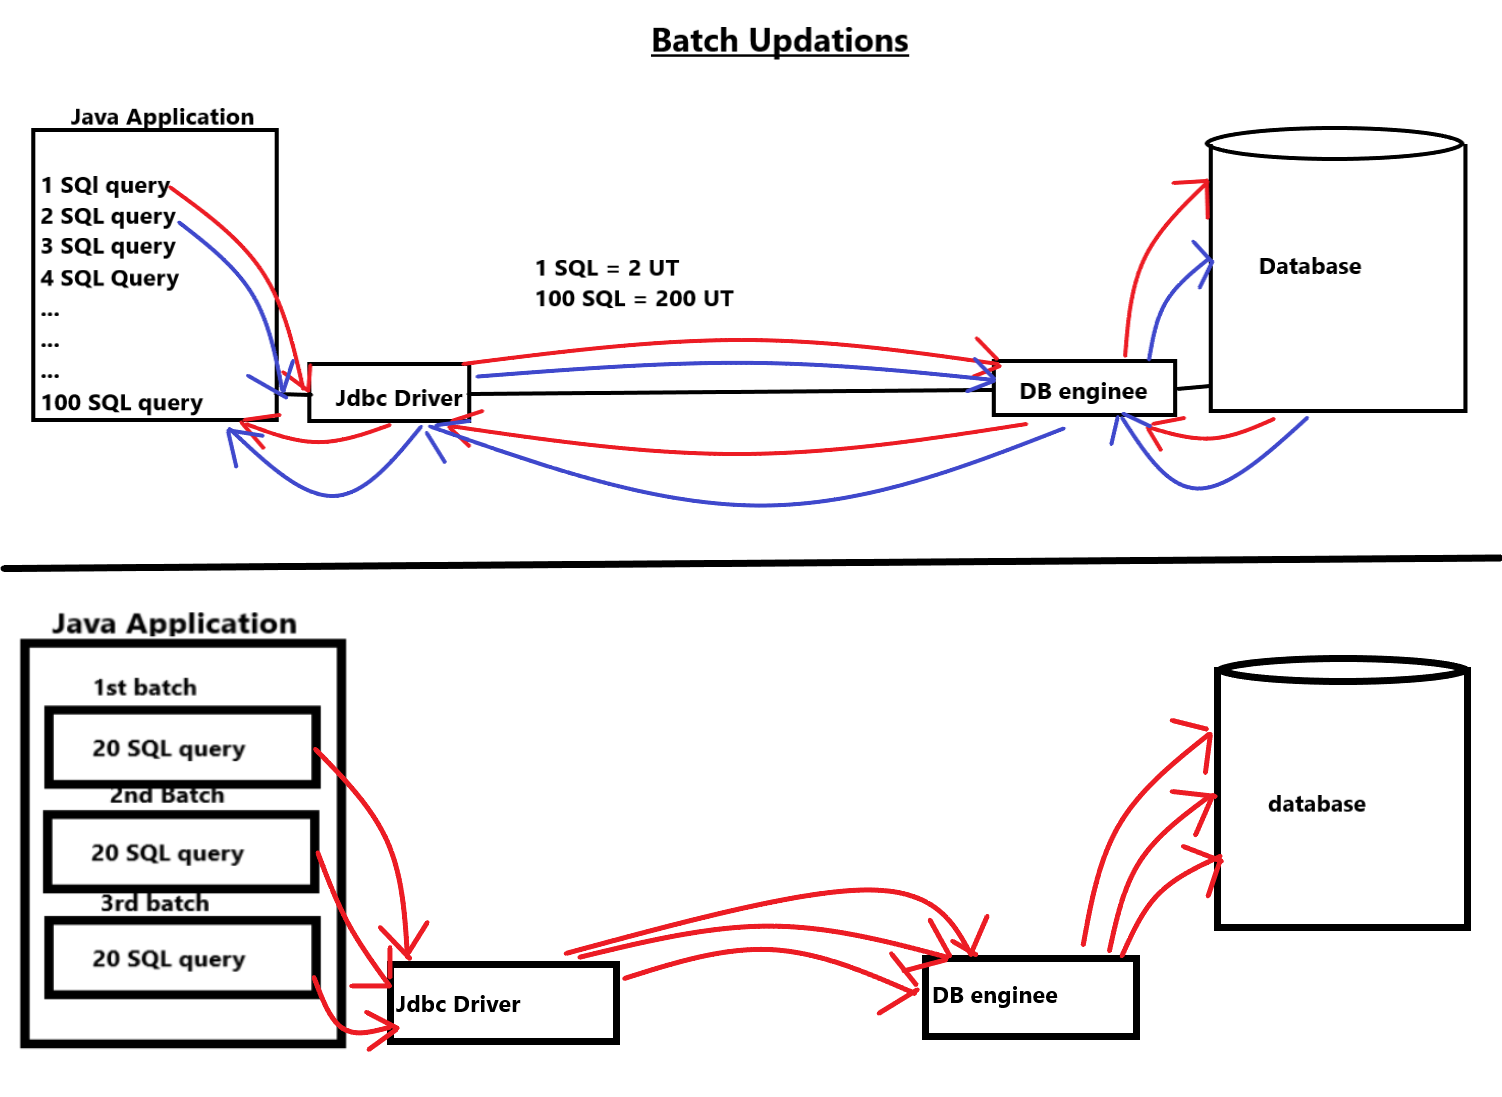 Batch Updations
Java Application
1 SQl query
2 SQL query
3 SQL query
4 SQL Query
...
...
...
100 SQL query
1 SQL = 2 UT
100 SQL = 200 UT
Jdbc Driver
DB enginee
Database
Java Application
1st batch
20 SQL query
2nd Batch
20 SQL query
3rd batch
20 SQL query
Jdbc Driver
DB enginee
database